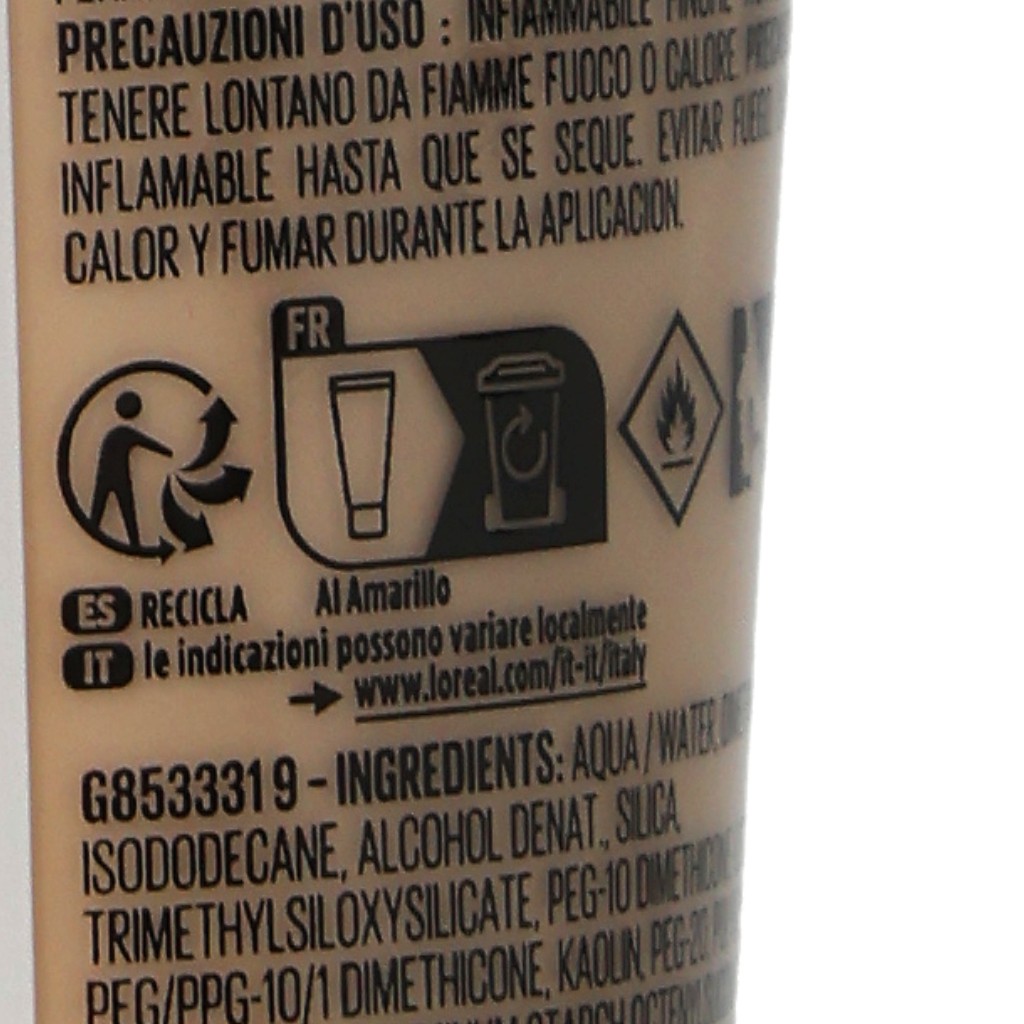 PRECAUZIONI D'USO : INFIAMMABILE
TENERE LONTANO DA FIAMME FUOCO O CALORE.
INFLAMABLE HASTA QUE SE SEQUE. EVITAR FUEGO
CALOR Y FUMAR DURANTE LA APLICACION.
FR
ES RECICLA Al Amarillo
IT le indicazioni possono variare localmente
www.loreal.com/it-it/italy
G8533319 - INGREDIENTS: AQUA / WATER,
ISODODECANE, ALCOHOL DENAT., SILICA,
TRIMETHYLSILOXYSILICATE, PEG-10 DIMETHICONE
PEG/PPG-10/1 DIMETHICONE, KAOLIN,